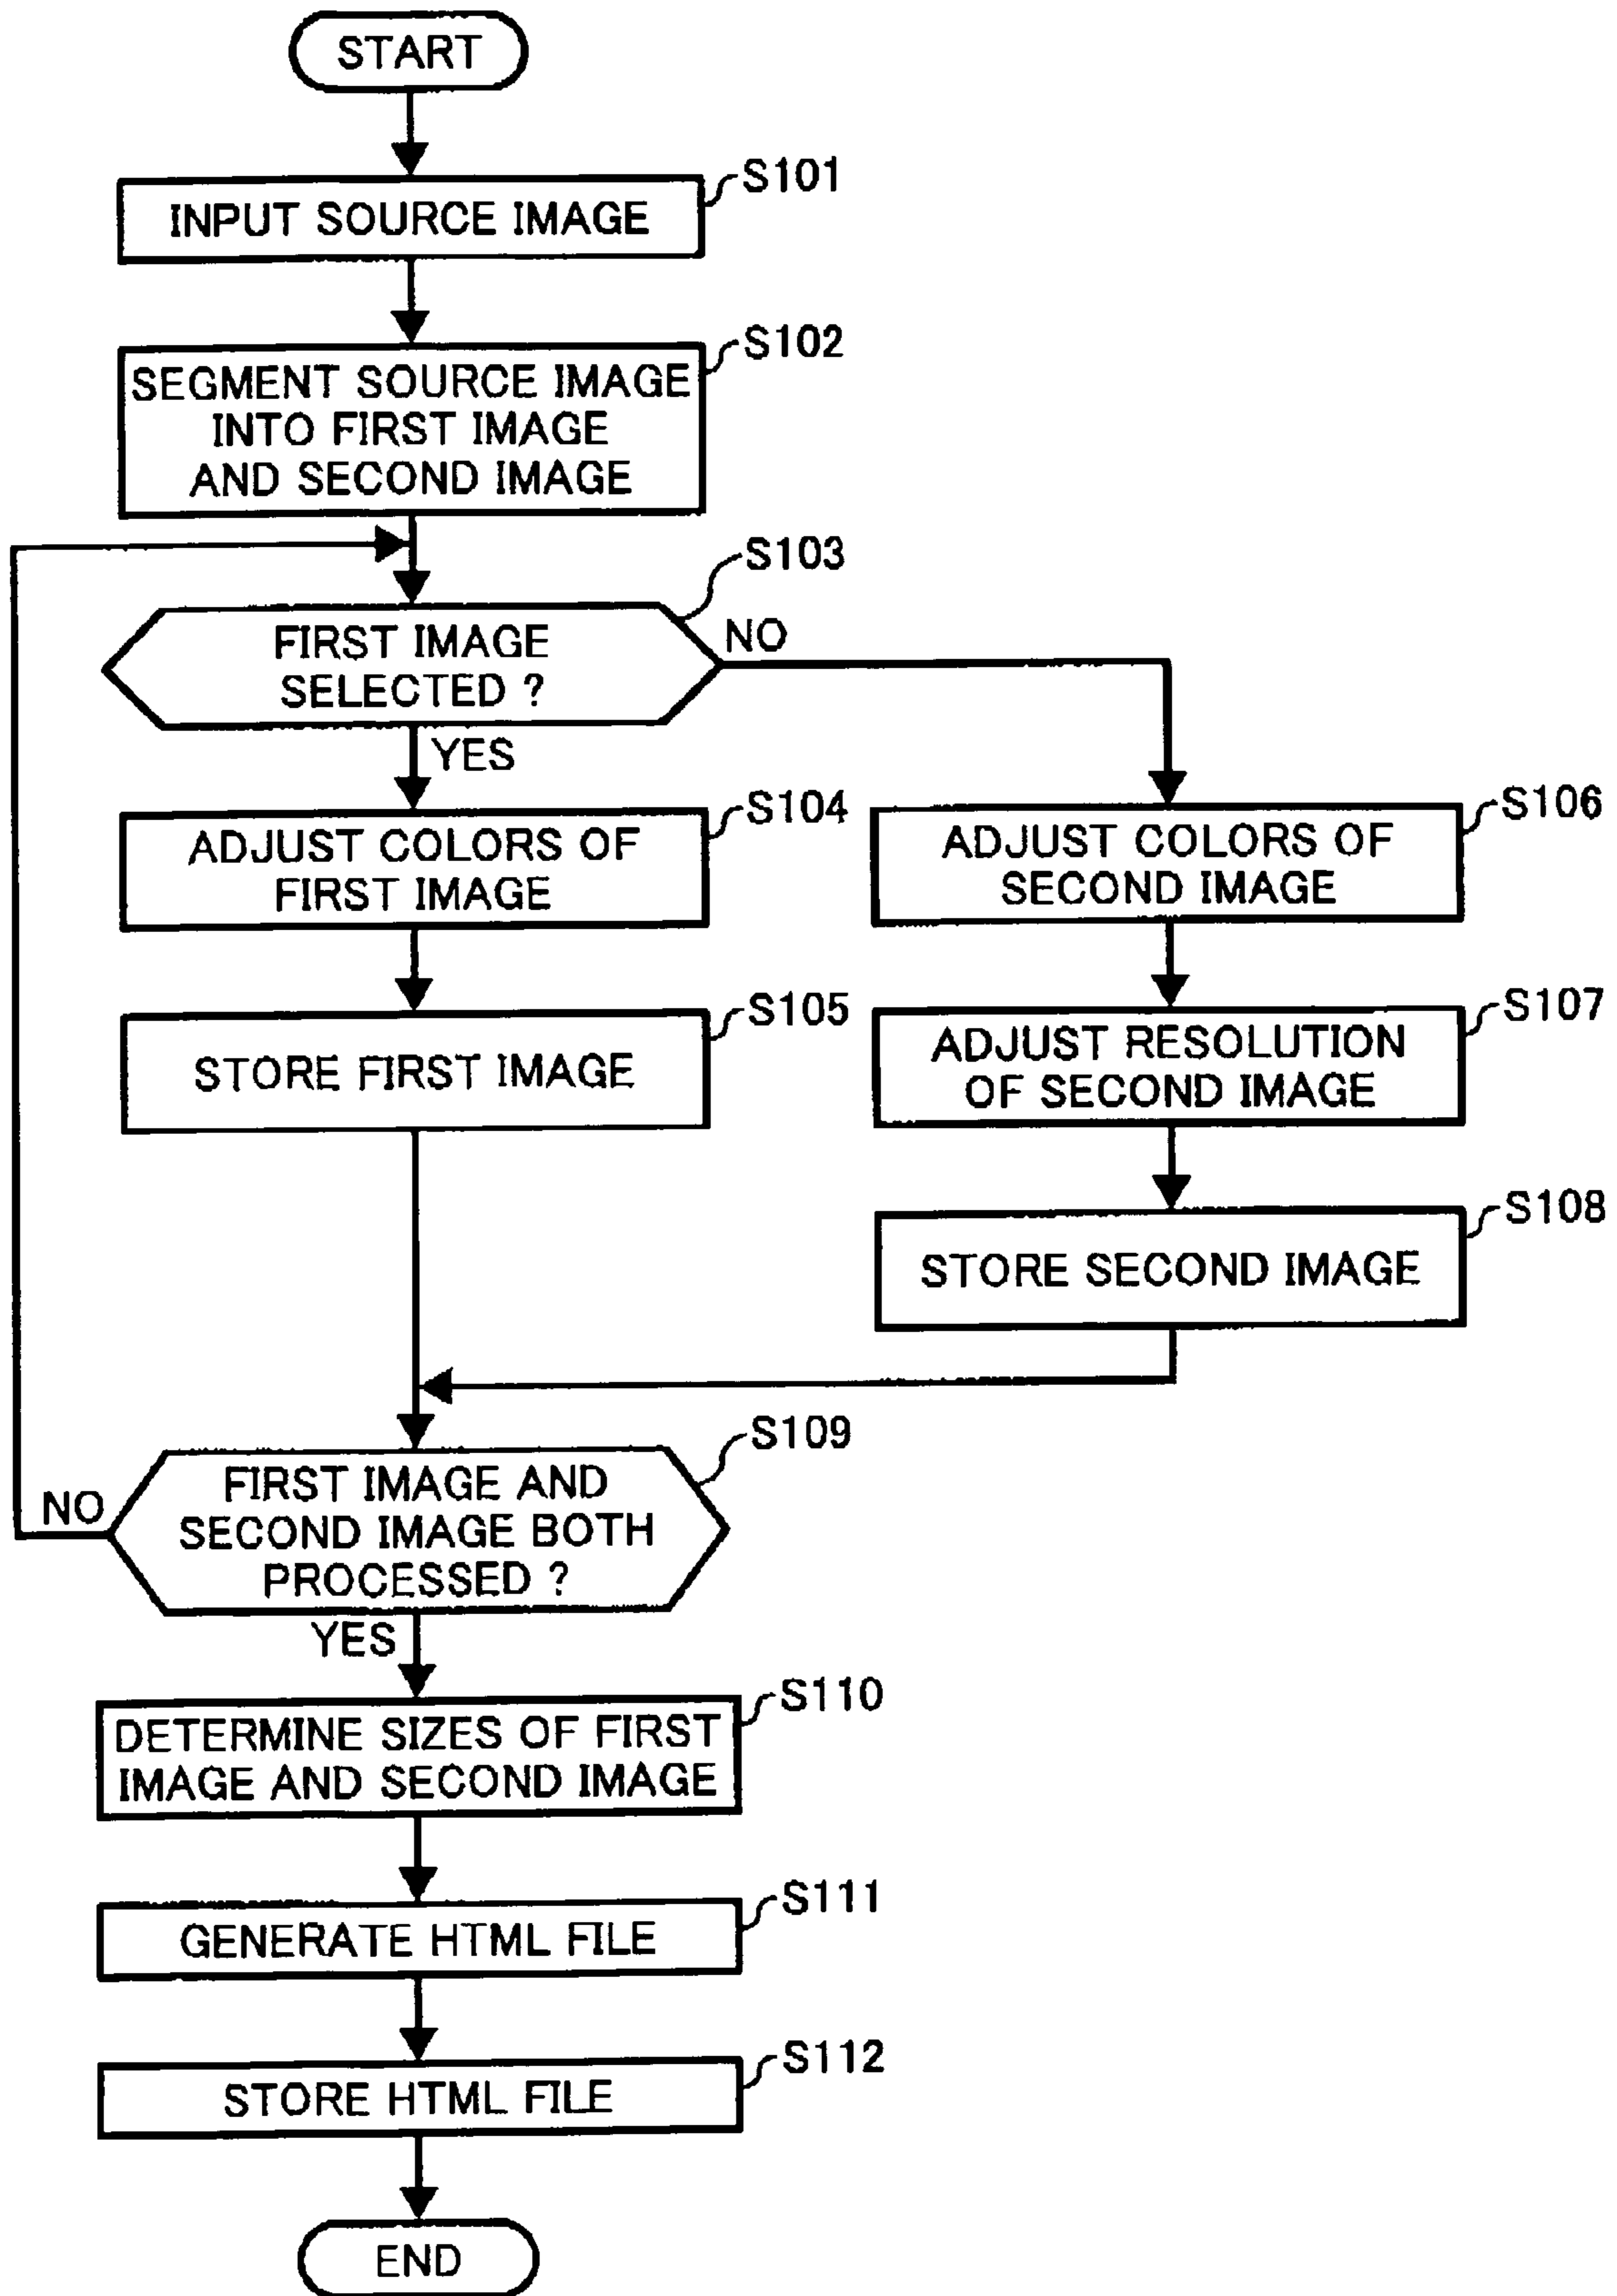 START
S101
INPUT SOURCE IMAGE
S102
SEGMENT SOURCE IMAGE
INTO FIRST IMAGE
AND SECOND IMAGE
S103
FIRST IMAGE
SELECTED ?
NO
YES
S104
ADJUST COLORS OF
FIRST IMAGE
S106
ADJUST COLORS OF
SECOND IMAGE
S105
STORE FIRST IMAGE
S107
ADJUST RESOLUTION
OF SECOND IMAGE
S108
STORE SECOND IMAGE
S109
FIRST IMAGE AND
SECOND IMAGE BOTH
PROCESSED ?
NO
YES
S110
DETERMINE SIZES OF FIRST
IMAGE AND SECOND IMAGE
S111
GENERATE HTML FILE
S112
STORE HTML FILE
END